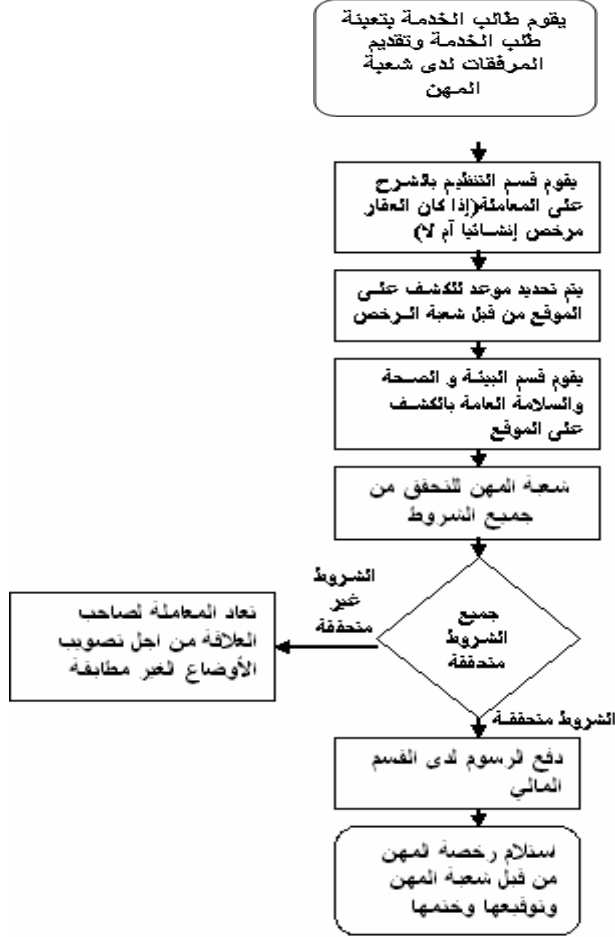 يقوم طالب الخدمة بتعبئة
طلب الخدمة وتقديم
المرفقات لدى شعبة
المهن
يقوم قسم التنظيم بالشرح
على المعاملة(إذا كان العقار
مرخص إنشائيا أم لا)
يتم تحديد موعد للكشف على
الموقع من قبل شعبة الرخص
يقوم قسم البيئة و الصحة
والسلامة العامة بالكشف
على الموقع
شعبة المهن للتحقق من
جميع الشروط
جميع
الشروط
متحققة
الشروط
غير
متحققة
تعاد المعاملة لصاحب
العلاقة من اجل تصويب
الأوضاع الغير مطابقة
الشروط متحققة
دفع الرسوم لدى القسم
المالي
استلام رخصة المهن
من قبل شعبة المهن
وتوقيعها وختمها